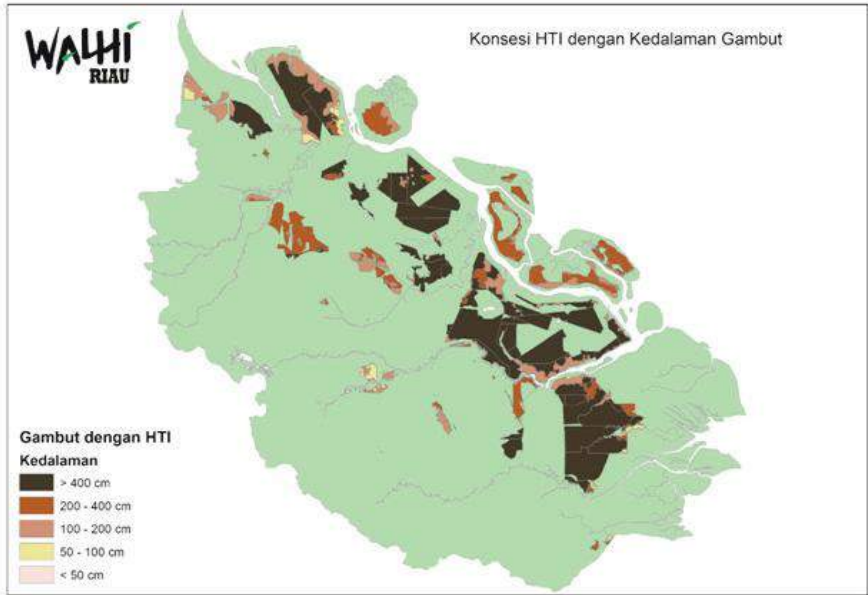 WALHI
RIAU
Konsesi HTI dengan Kedalaman Gambut
Gambut dengan HTI
Kedalaman
> 400 cm
200 - 400 cm
100 - 200 cm
50 - 100 cm
< 50 cm